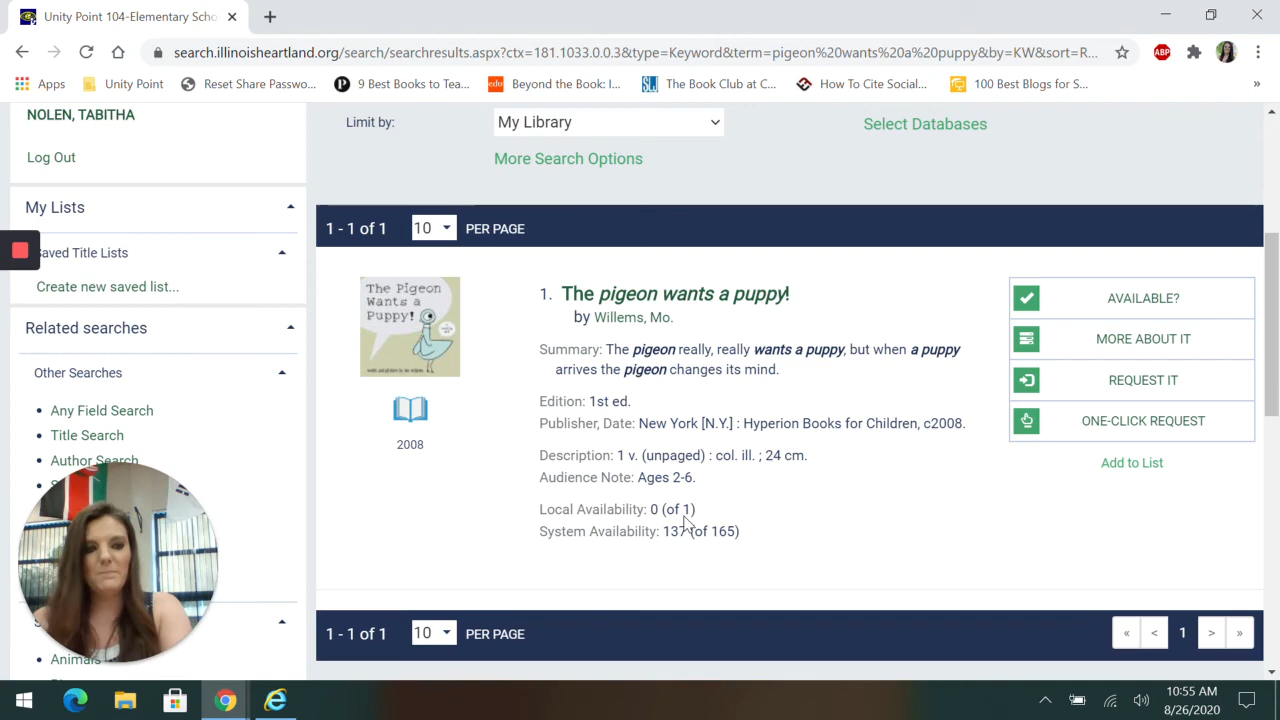 Unity Point 104-Elementary Scho
search.illinoisheartland.org/search/searchresults.aspx?ctx=181.1033.0.0.3&type=Keyword&term=pigeon%20wants%20a%20puppy&by=KW&sort=R...
ABP
Apps Unity Point Reset Share Passwo... 9 Best Books to Tea... Beyond the Book: I... The Book Club at C... How To Cite Social... 100 Best Blogs for S... »
NOLEN, TABITHA
Limit by: My Library Select Databases
Log Out
More Search Options
My Lists
1 - 1 of 1 10 PER PAGE
Saved Title Lists
Create new saved list...
The Pigeon
Wants a
Puppy!
1. The pigeon wants a puppy!
by Willems, Mo.
AVAILABLE?
Related searches
Summary: The pigeon really, really wants a puppy, but when a puppy
arrives the pigeon changes its mind.
MORE ABOUT IT
Other Searches
REQUEST IT
Edition: 1st ed.
Any Field Search
Publisher, Date: New York [N.Y.] : Hyperion Books for Children, c2008.
ONE-CLICK REQUEST
Title Search
2008
Description: 1 v. (unpaged) : col. ill. ; 24 cm.
Add to List
Author Search
Audience Note: Ages 2-6.
Local Availability: 0 (of 1)
System Availability: 137 (of 165)
1 - 1 of 1 10 PER PAGE « < 1 > »
Animals
10:55 AM
8/26/2020